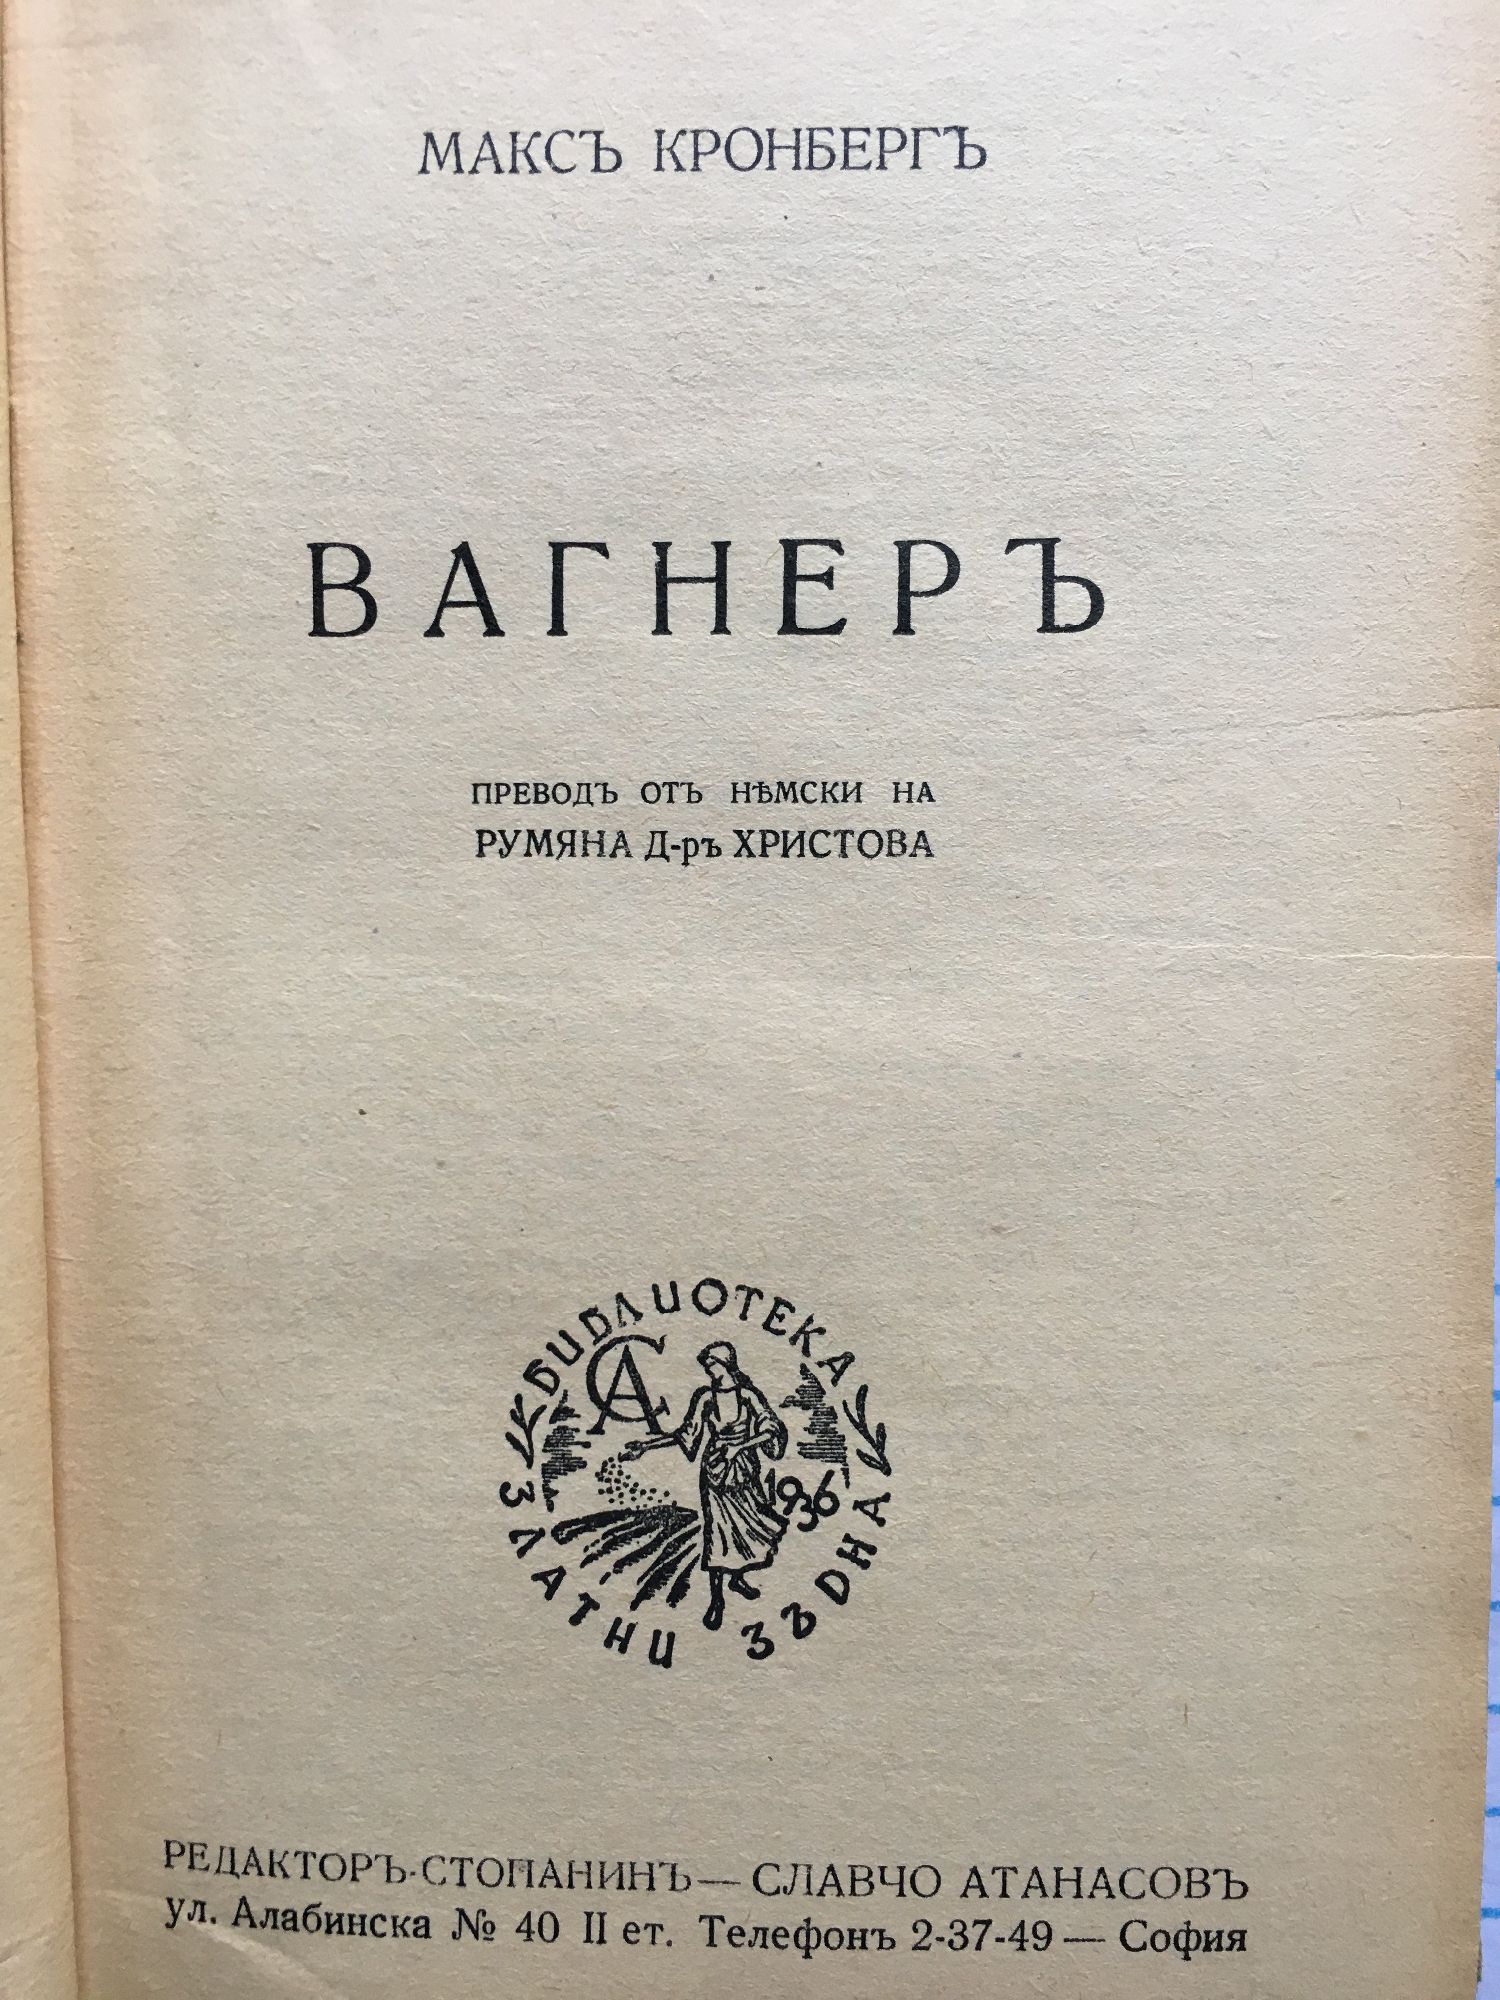 МАКСЪ КРОНБЕРГЪ
ВАГНЕРЪ
ПРЕВОДЪ ОТЪ НѢМСКИ НА
РУМЯНА Д-ръ ХРИСТОВА
БИБЛИОТЕКА
СА
1936
ЗЛАТНИ ЗЪРНА
РЕДАКТОРЪ-СТОПАНИНЪ — СЛАВЧО АТАНАСОВЪ
ул. Алабинска № 40 II ет. Телефонъ 2-37-49 — София